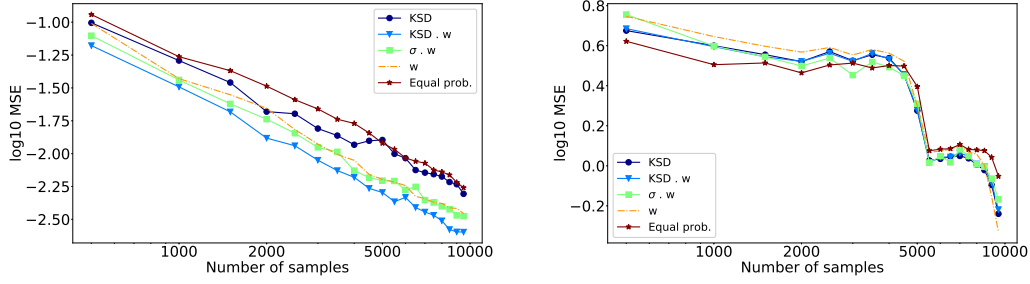 log10 MSE
−1.00
−1.25
−1.50
−1.75
−2.00
−2.25
−2.50
1000
2000
5000
10000
Number of samples
KSD
KSD . w
σ . w
w
Equal prob.
log10 MSE
0.8
0.6
0.4
0.2
0.0
−0.2
1000
2000
5000
10000
Number of samples
KSD
KSD . w
σ . w
w
Equal prob.